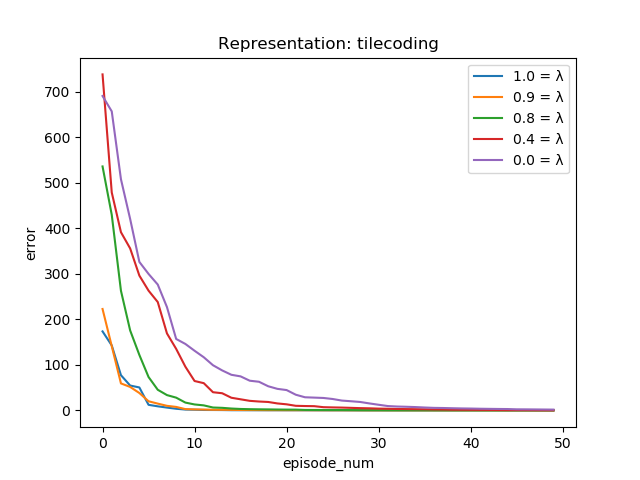 Representation: tilecoding
1.0 = λ
0.9 = λ
0.8 = λ
0.4 = λ
0.0 = λ
700
600
500
400
300
200
100
0
error
0 10 20 30 40 50
episode_num